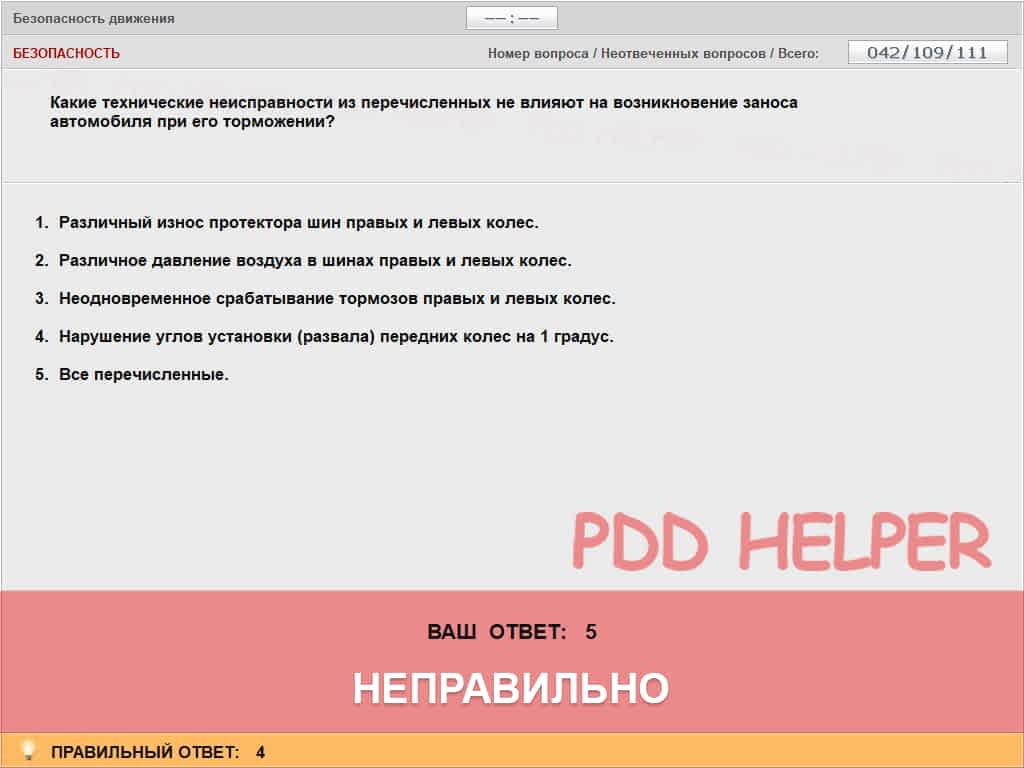 Безопасность движения
−− : −−
БЕЗОПАСНОСТЬ
Номер вопроса / Неотвеченных вопросов / Всего: 042/109/111
Какие технические неисправности из перечисленных не влияют на возникновение заноса
автомобиля при его торможении?
1. Различный износ протектора шин правых и левых колес.
2. Различное давление воздуха в шинах правых и левых колес.
3. Неодновременное срабатывание тормозов правых и левых колес.
4. Нарушение углов установки (развала) передних колес на 1 градус.
5. Все перечисленные.
PDD HELPER
ВАШ ОТВЕТ: 5
НЕПРАВИЛЬНО
ПРАВИЛЬНЫЙ ОТВЕТ: 4